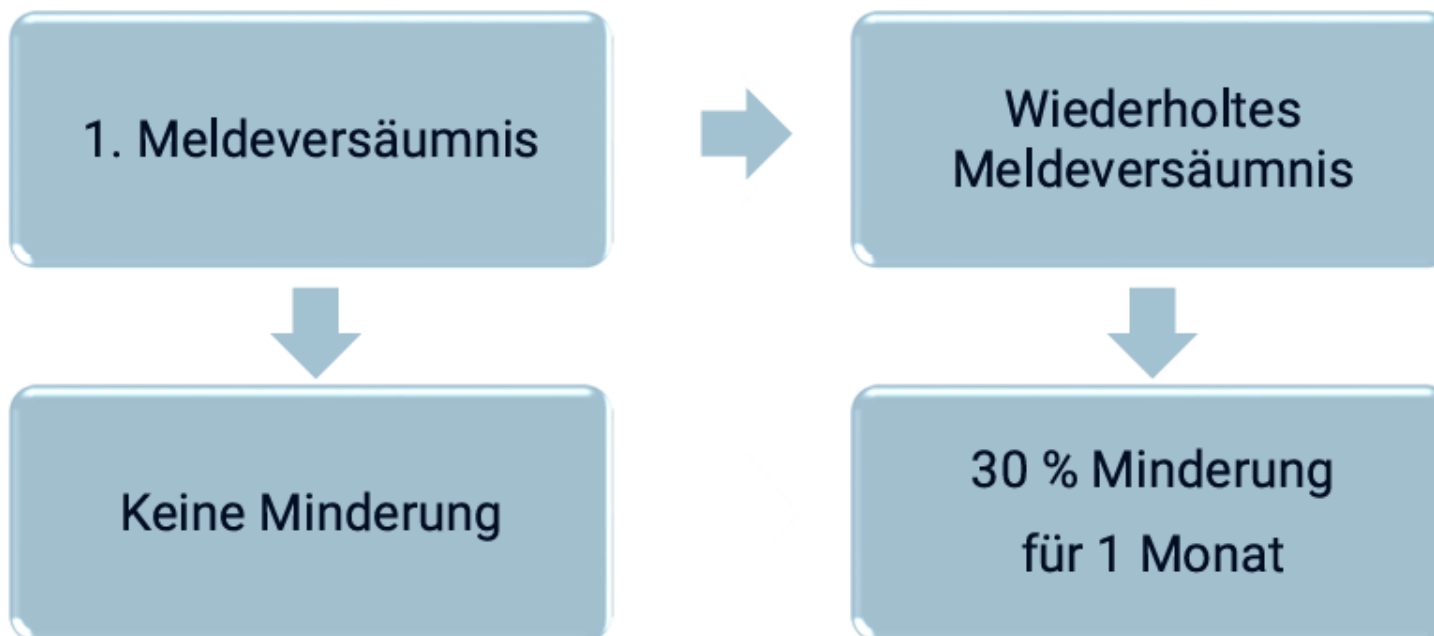 1. Meldeversäumnis
Wiederholtes
Meldeversäumnis
Keine Minderung
30 % Minderung
für 1 Monat